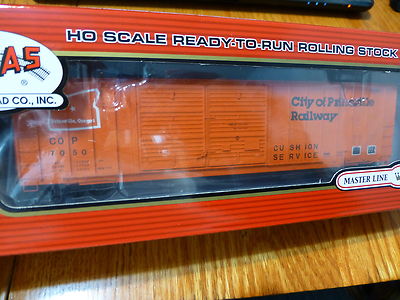 HO SCALE READY-TO-RUN ROLLING STOCK
AS
®
AD CO., INC.
City of Prineville
Railway
COP
7050
CUSHION
SERVICE
MASTER LINE